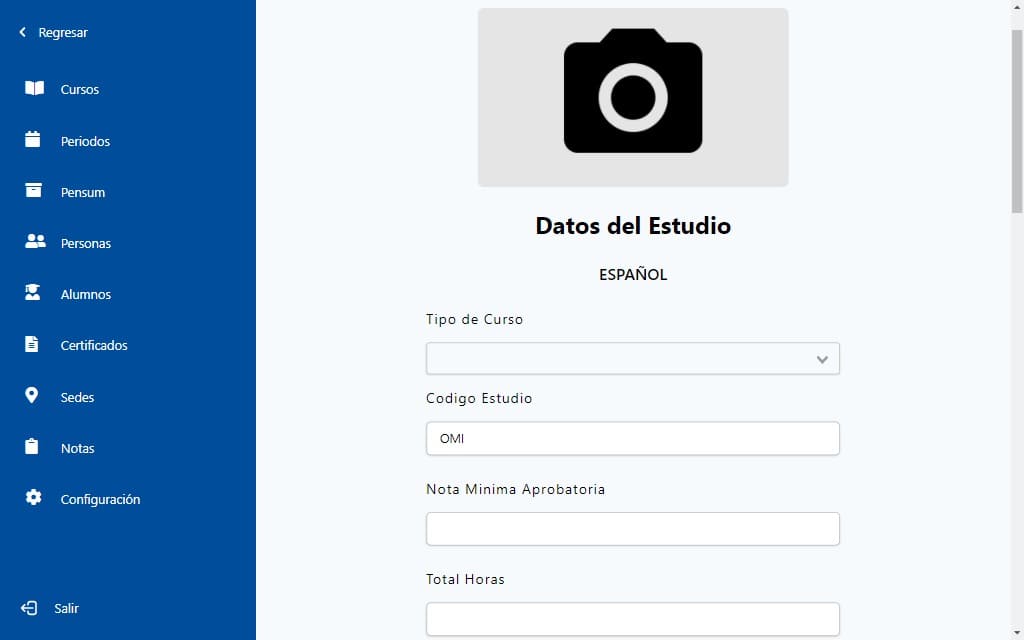 Regresar
Cursos
Periodos
Pensum
Personas
Alumnos
Certificados
Sedes
Notas
Configuración
Salir
Datos del Estudio
ESPAÑOL
Tipo de Curso
Codigo Estudio
OMI
Nota Minima Aprobatoria
Total Horas